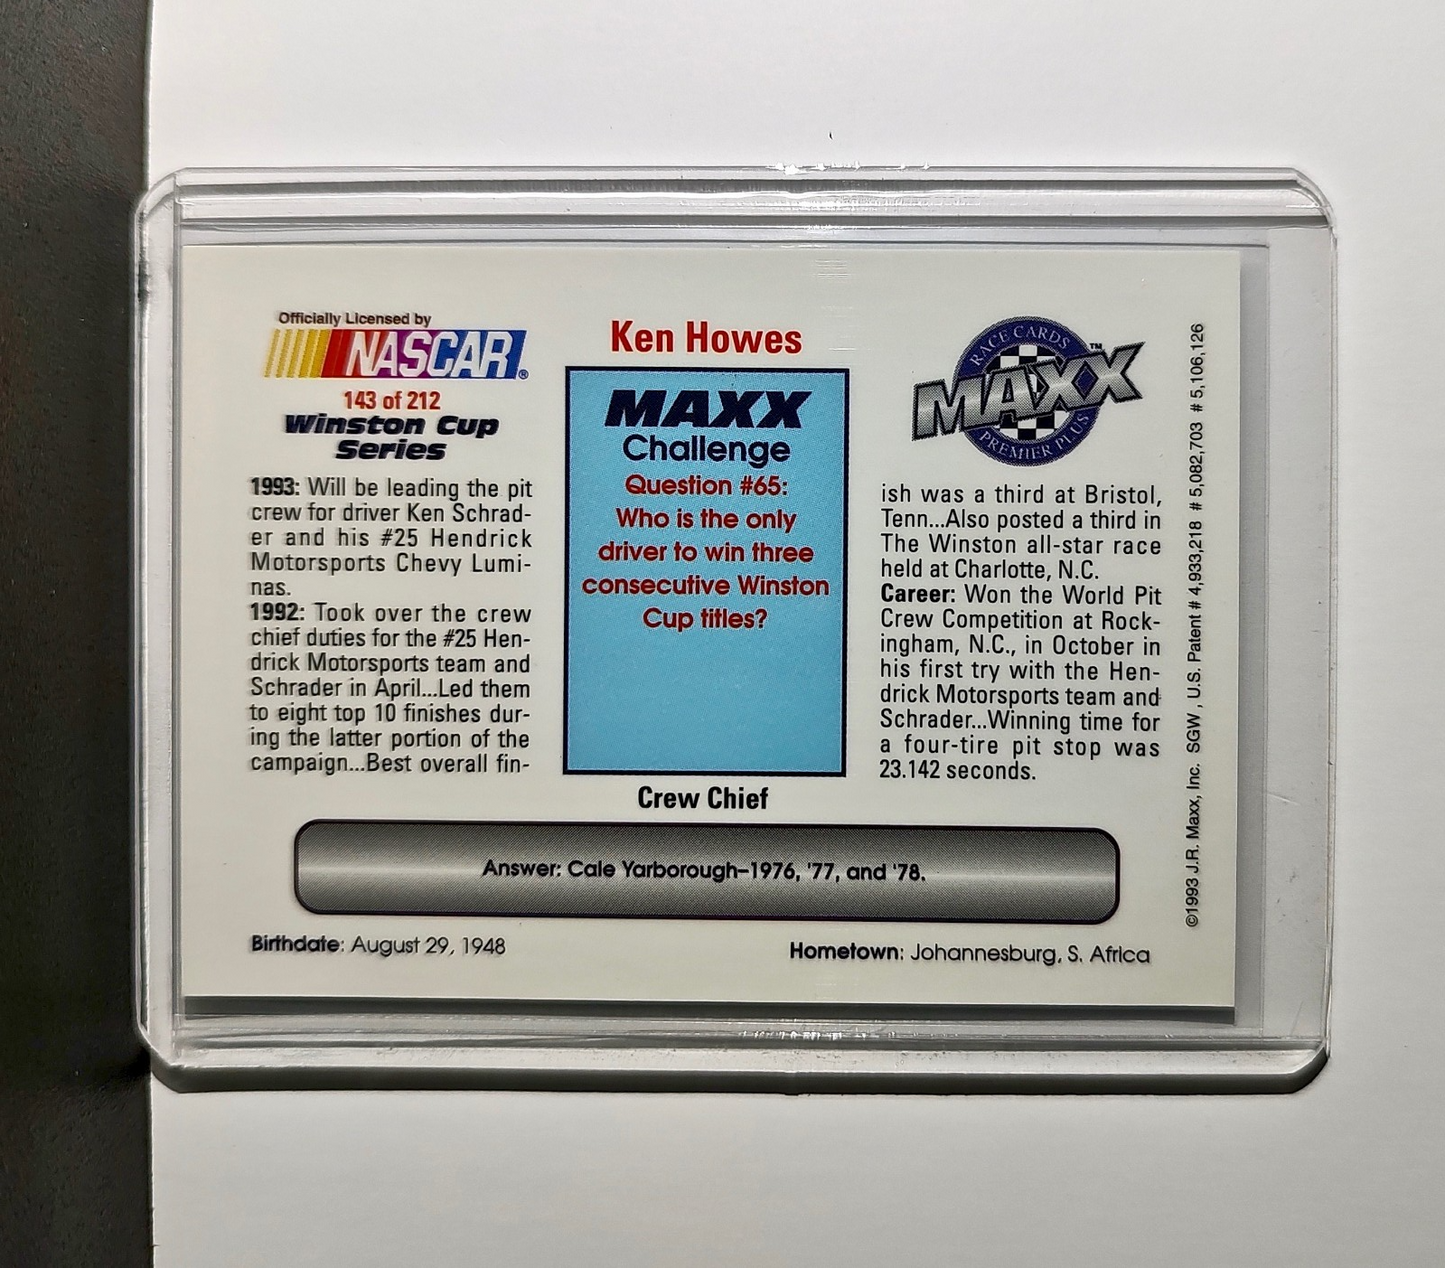 Officially Licensed by
NASCAR®
143 of 212
Winston Cup
Series
1993: Will be leading the pit
crew for driver Ken Schrad-
er and his #25 Hendrick
Motorsports Chevy Lumi-
nas.
1992: Took over the crew
chief duties for the #25 Hen-
drick Motorsports team and
Schrader in April...Led them
to eight top 10 finishes dur-
ing the latter portion of the
campaign...Best overall fin-
Ken Howes
MAXX
Challenge
Question #65:
Who is the only
driver to win three
consecutive Winston
Cup titles?
Crew Chief
RACE CARDS
MAXX™
PREMIER PLUS
ish was a third at Bristol,
Tenn...Also posted a third in
The Winston all-star race
held at Charlotte, N.C.
Career: Won the World Pit
Crew Competition at Rock-
ingham, N.C., in October in
his first try with the Hen-
drick Motorsports team and
Schrader...Winning time for
a four-tire pit stop was
23.142 seconds.
Answer: Cale Yarborough–1976, '77, and '78.
Birthdate: August 29, 1948
Hometown: Johannesburg, S. Africa
©1993 J.R. Maxx, Inc. SGW , U.S. Patent # 4,933,218 # 5,082,703 # 5,106,126